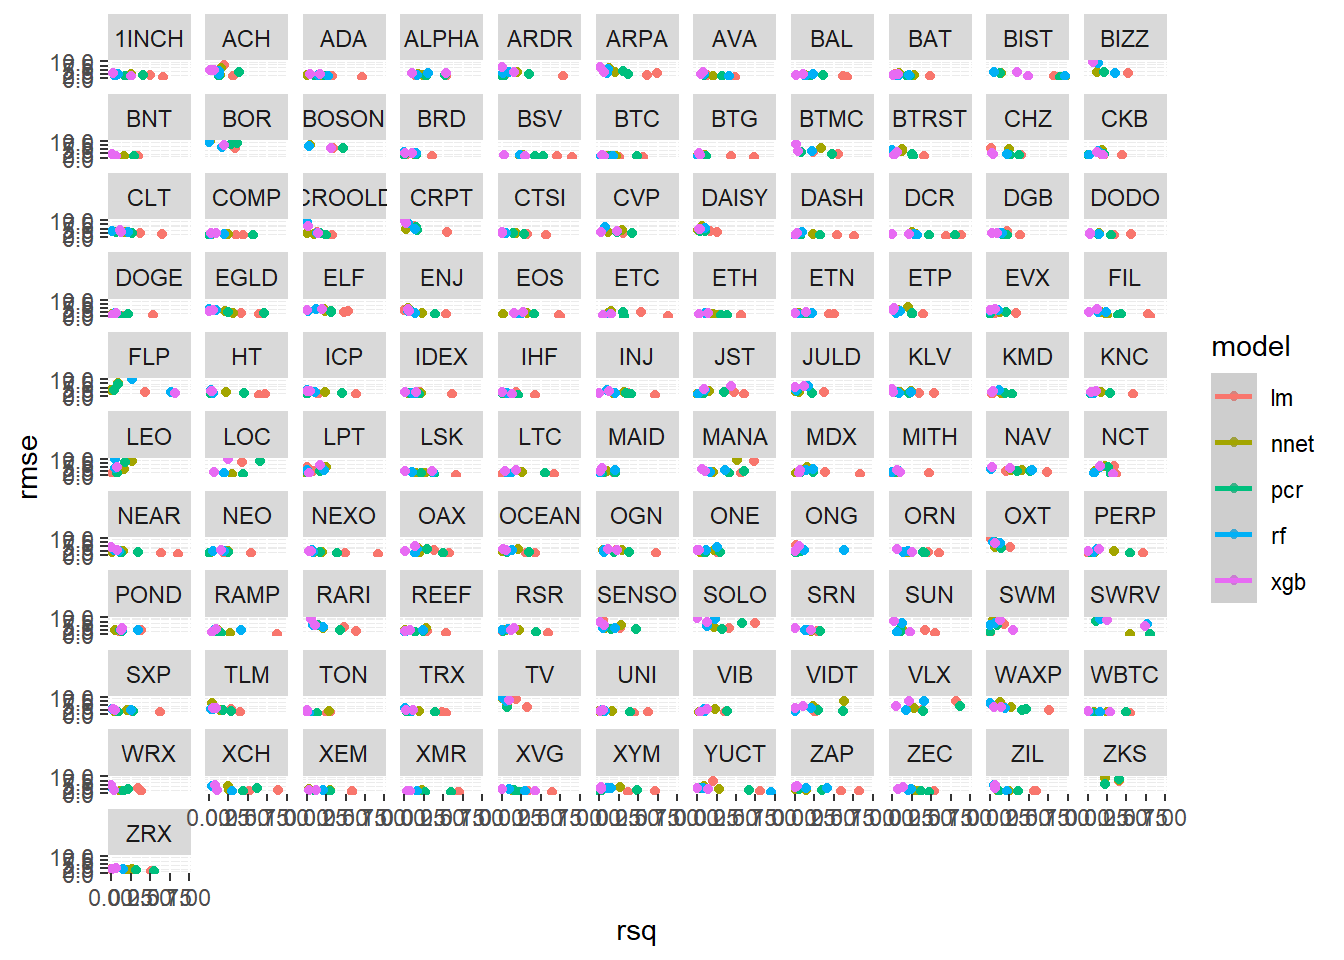 1INCH ACH ADA ALPHA ARDR ARPA AVA BAL BAT BIST BIZZ
BNT BOR BOSON BRD BSV BTC BTG BTMC BTRST CHZ CKB
CLT COMP CROOLD CRPT CTSI CVP DAISY DASH DCR DGB DODO
DOGE EGLD ELF ENJ EOS ETC ETH ETN ETP EVX FIL
FLP HT ICP IDEX IHF INJ JST JULD KLV KMD KNC
model
lm
LEO LOC LPT LSK LTC MAID MANA MDX MITH NAV NCT
nnet
rmse
pcr
NEAR NEO NEXO OAX OCEAN OGN ONE ONG ORN OXT PERP
rf
xgb
POND RAMP RARI REEF RSR SENSO SOLO SRN SUN SWM SWRV
SXP TLM TON TRX TV UNI VIB VIDT VLX WAXP WBTC
WRX XCH XEM XMR XVG XYM YUCT ZAP ZEC ZIL ZKS
ZRX
rsq